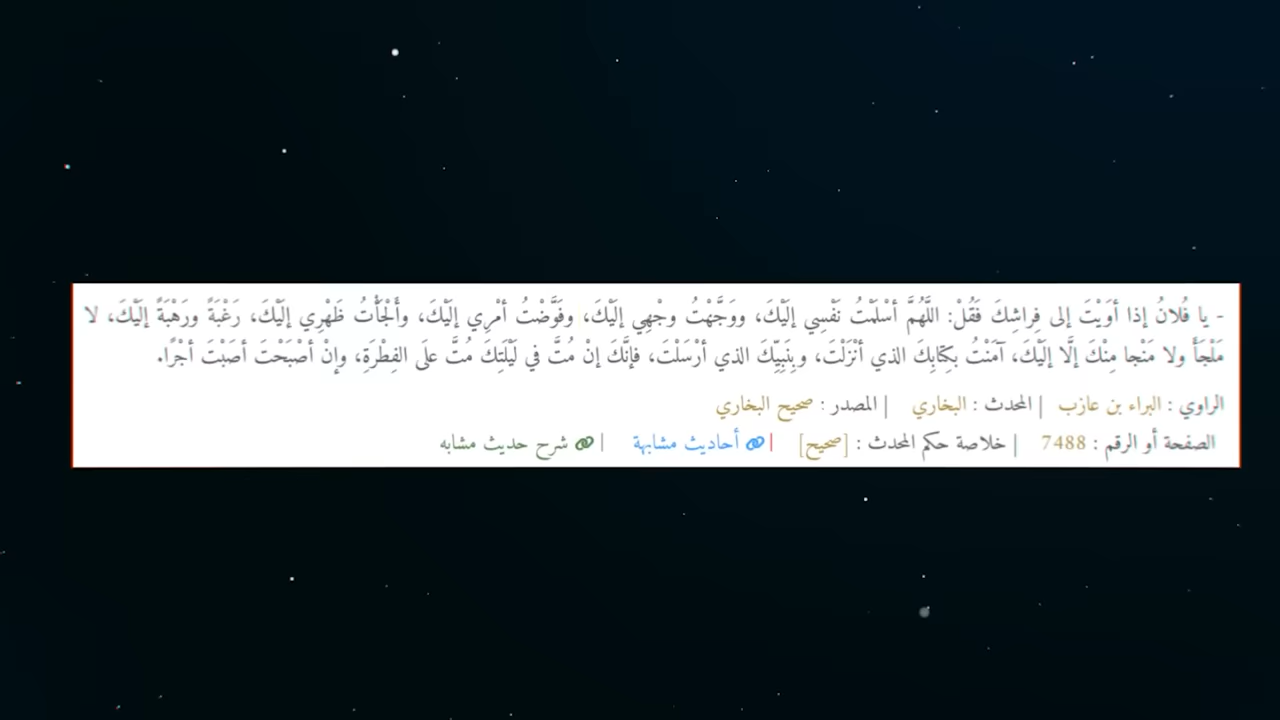 - يا فُلانُ إذا أوَيْتَ إلى فِراشِكَ فَقُلْ: اللَّهُمَّ أسْلَمْتُ نَفْسِي إلَيْكَ، ووَجَّهْتُ وجْهِي إلَيْكَ، وفَوَّضْتُ أمْرِي إلَيْكَ، وأَلْجَأْتُ ظَهْرِي إلَيْكَ، رَغْبَةً ورَهْبَةً إلَيْكَ، لا
مَلْجَأَ ولا مَنْجا مِنْكَ إلَّا إلَيْكَ، آمَنْتُ بكِتابِكَ الذي أنْزَلْتَ، وبِنَبِيِّكَ الذي أرْسَلْتَ، فإنَّكَ إنْ مُتَّ في لَيْلَتِكَ مُتَّ علَى الفِطْرَةِ، وإنْ أصْبَحْتَ أصَبْتَ أجْرًا.
الراوي : البراء بن عازب | المحدث : البخاري | المصدر : صحيح البخاري
الصفحة أو الرقم : 7488 | خلاصة حكم المحدث : [صحيح] | أحاديث مشابهة | شرح حديث مشابه